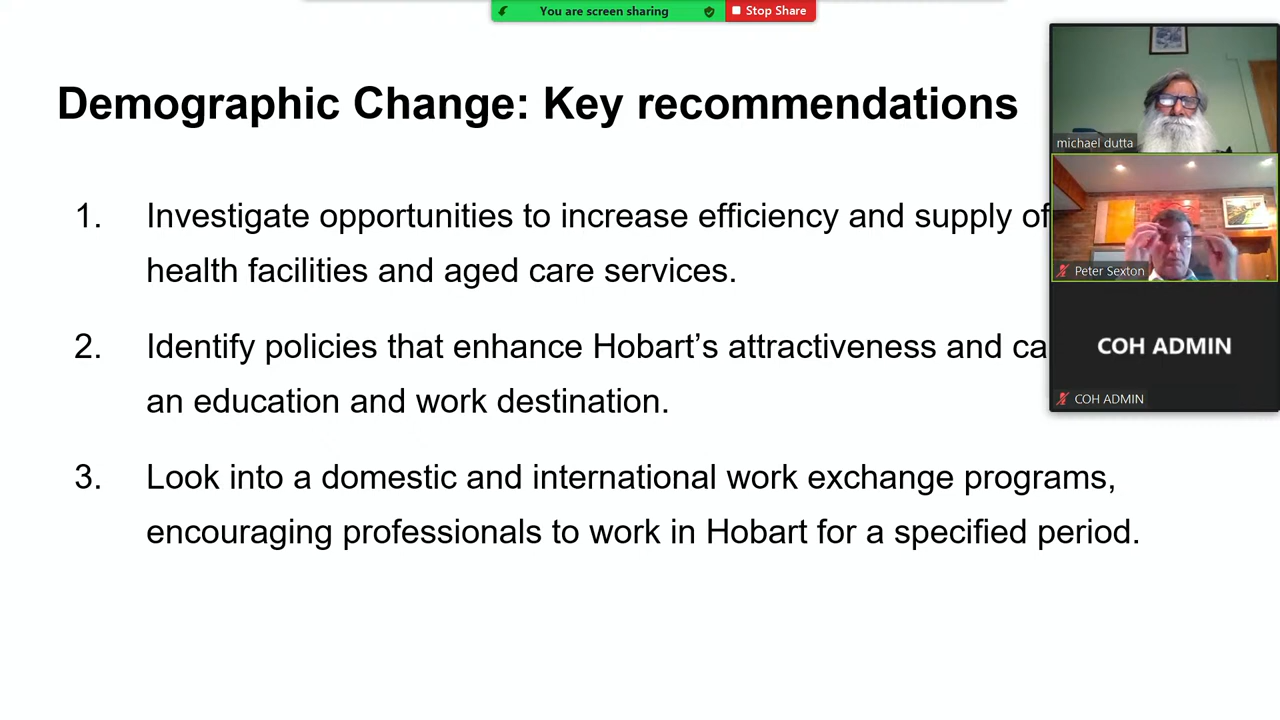 You are screen sharing
Stop Share
Demographic Change: Key recommendations
michael dutta
1. Investigate opportunities to increase efficiency and supply of
health facilities and aged care services.
Peter Sexton
2. Identify policies that enhance Hobart’s attractiveness and
COH ADMIN
an education and work destination.
COH ADMIN
3. Look into a domestic and international work exchange programs,
encouraging professionals to work in Hobart for a specified period.